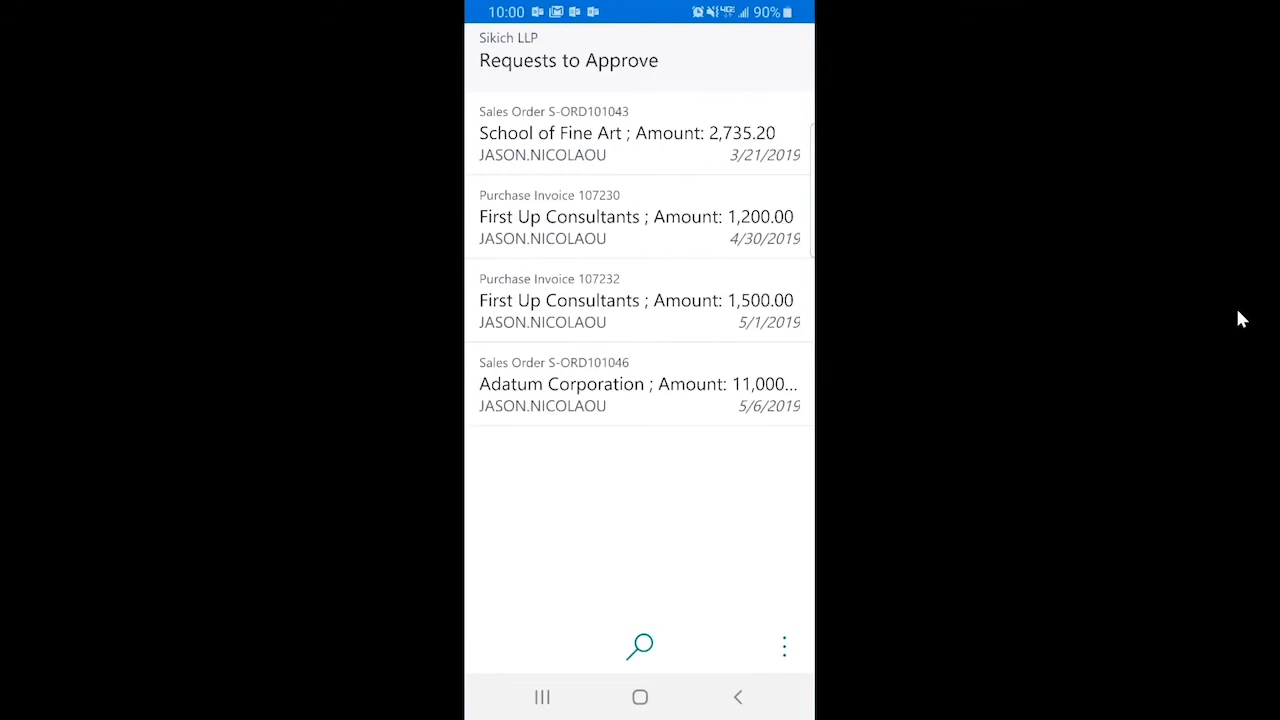 10:00 90%
Sikich LLP
Requests to Approve
Sales Order S-ORD101043
School of Fine Art ; Amount: 2,735.20
JASON.NICOLAOU 3/21/2019
Purchase Invoice 107230
First Up Consultants ; Amount: 1,200.00
JASON.NICOLAOU 4/30/2019
Purchase Invoice 107232
First Up Consultants ; Amount: 1,500.00
JASON.NICOLAOU 5/1/2019
Sales Order S-ORD101046
Adatum Corporation ; Amount: 11,000...
JASON.NICOLAOU 5/6/2019